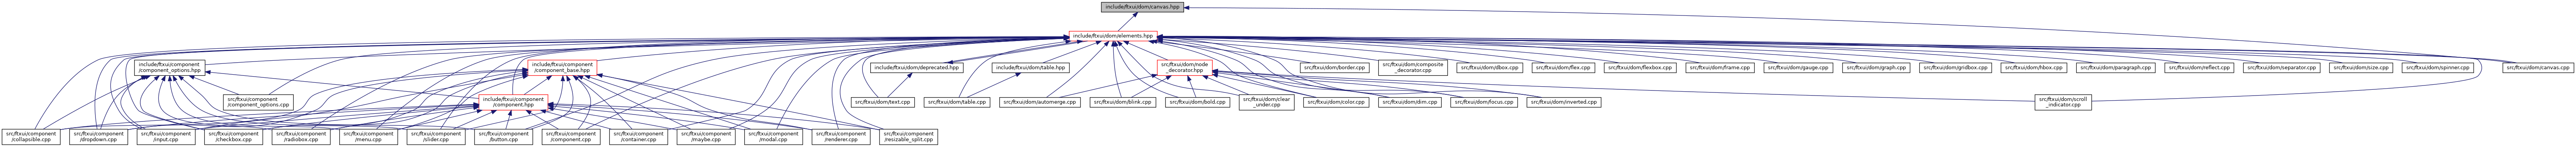 include/ftxui/dom/canvas.hpp
include/ftxui/dom/elements.hpp
include/ftxui/component
/component_options.hpp
include/ftxui/component
/component_base.hpp
include/ftxui/dom/deprecated.hpp
include/ftxui/dom/table.hpp
src/ftxui/dom/node
_decorator.hpp
src/ftxui/dom/border.cpp
src/ftxui/dom/composite
_decorator.cpp
src/ftxui/dom/dbox.cpp
src/ftxui/dom/flex.cpp
src/ftxui/dom/flexbox.cpp
src/ftxui/dom/frame.cpp
src/ftxui/dom/gauge.cpp
src/ftxui/dom/graph.cpp
src/ftxui/dom/gridbox.cpp
src/ftxui/dom/hbox.cpp
src/ftxui/dom/paragraph.cpp
src/ftxui/dom/reflect.cpp
src/ftxui/dom/separator.cpp
src/ftxui/dom/size.cpp
src/ftxui/dom/spinner.cpp
src/ftxui/dom/canvas.cpp
src/ftxui/component
/component_options.cpp
include/ftxui/component
/component.hpp
src/ftxui/dom/text.cpp
src/ftxui/dom/table.cpp
src/ftxui/dom/automerge.cpp
src/ftxui/dom/blink.cpp
src/ftxui/dom/bold.cpp
src/ftxui/dom/clear
_under.cpp
src/ftxui/dom/color.cpp
src/ftxui/dom/dim.cpp
src/ftxui/dom/focus.cpp
src/ftxui/dom/inverted.cpp
src/ftxui/dom/scroll
_indicator.cpp
src/ftxui/component
/collapsible.cpp
src/ftxui/component
/dropdown.cpp
src/ftxui/component
/input.cpp
src/ftxui/component
/checkbox.cpp
src/ftxui/component
/radiobox.cpp
src/ftxui/component
/menu.cpp
src/ftxui/component
/slider.cpp
src/ftxui/component
/button.cpp
src/ftxui/component
/component.cpp
src/ftxui/component
/container.cpp
src/ftxui/component
/maybe.cpp
src/ftxui/component
/modal.cpp
src/ftxui/component
/renderer.cpp
src/ftxui/component
/resizable_split.cpp